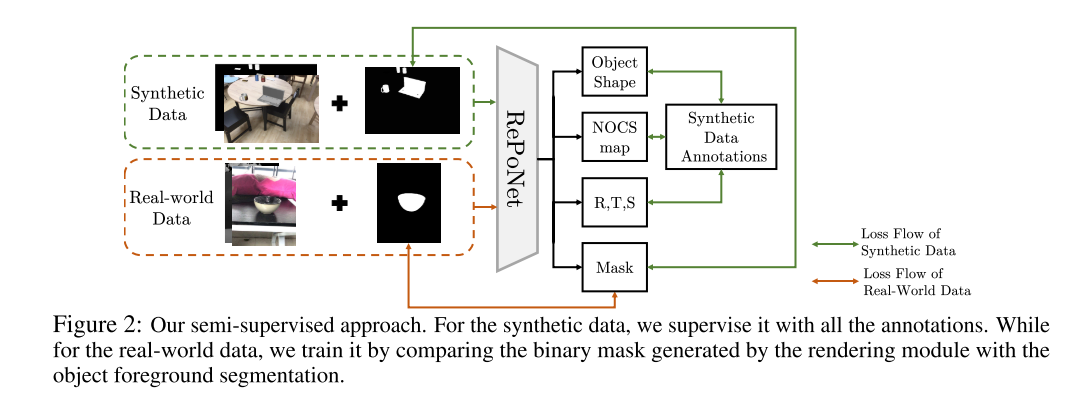 Synthetic
Data
Real-world
Data
RePoNet
Object
Shape
NOCS
map
R,T,S
Mask
Synthetic
Data
Annotations
Loss Flow of
Synthetic Data
Loss Flow of
Real-World Data
Figure 2: Our semi-supervised approach. For the synthetic data, we supervise it with all the annotations. While
for the real-world data, we train it by comparing the binary mask generated by the rendering module with the
object foreground segmentation.